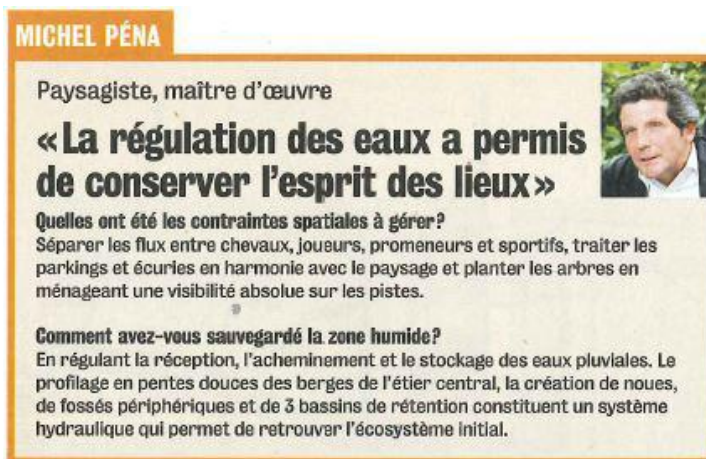 MICHEL PÉNA
Paysagiste, maître d'œuvre
«La régulation des eaux a permis
de conserver l'esprit des lieux»
Quelles ont été les contraintes spatiales à gérer?
Séparer les flux entre chevaux, joueurs, promeneurs et sportifs, traiter les
parkings et écuries en harmonie avec le paysage et planter les arbres en
ménageant une visibilité absolue sur les pistes.
Comment avez-vous sauvegardé la zone humide?
En régulant la réception, l'acheminement et le stockage des eaux pluviales. Le
profilage en pentes douces des berges de l'étier central, la création de noues,
de fossés périphériques et de 3 bassins de rétention constituent un système
hydraulique qui permet de retrouver l'écosystème initial.